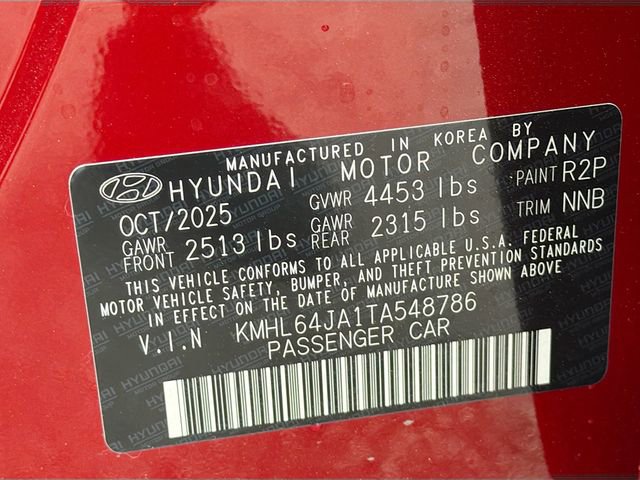 MANUFACTURED IN KOREA BY
HYUNDAI MOTOR COMPANY
OCT/2025 GVWR 4453 lbs PAINT R2P
GAWR FRONT 2513 lbs GAWR REAR 2315 lbs TRIM NNB
THIS VEHICLE CONFORMS TO ALL APPLICABLE U.S.A. FEDERAL
MOTOR VEHICLE SAFETY, BUMPER, AND THEFT PREVENTION STANDARDS
IN EFFECT ON THE DATE OF MANUFACTURE SHOWN ABOVE
V.I.N KMHL64JA1TA548786
PASSENGER CAR